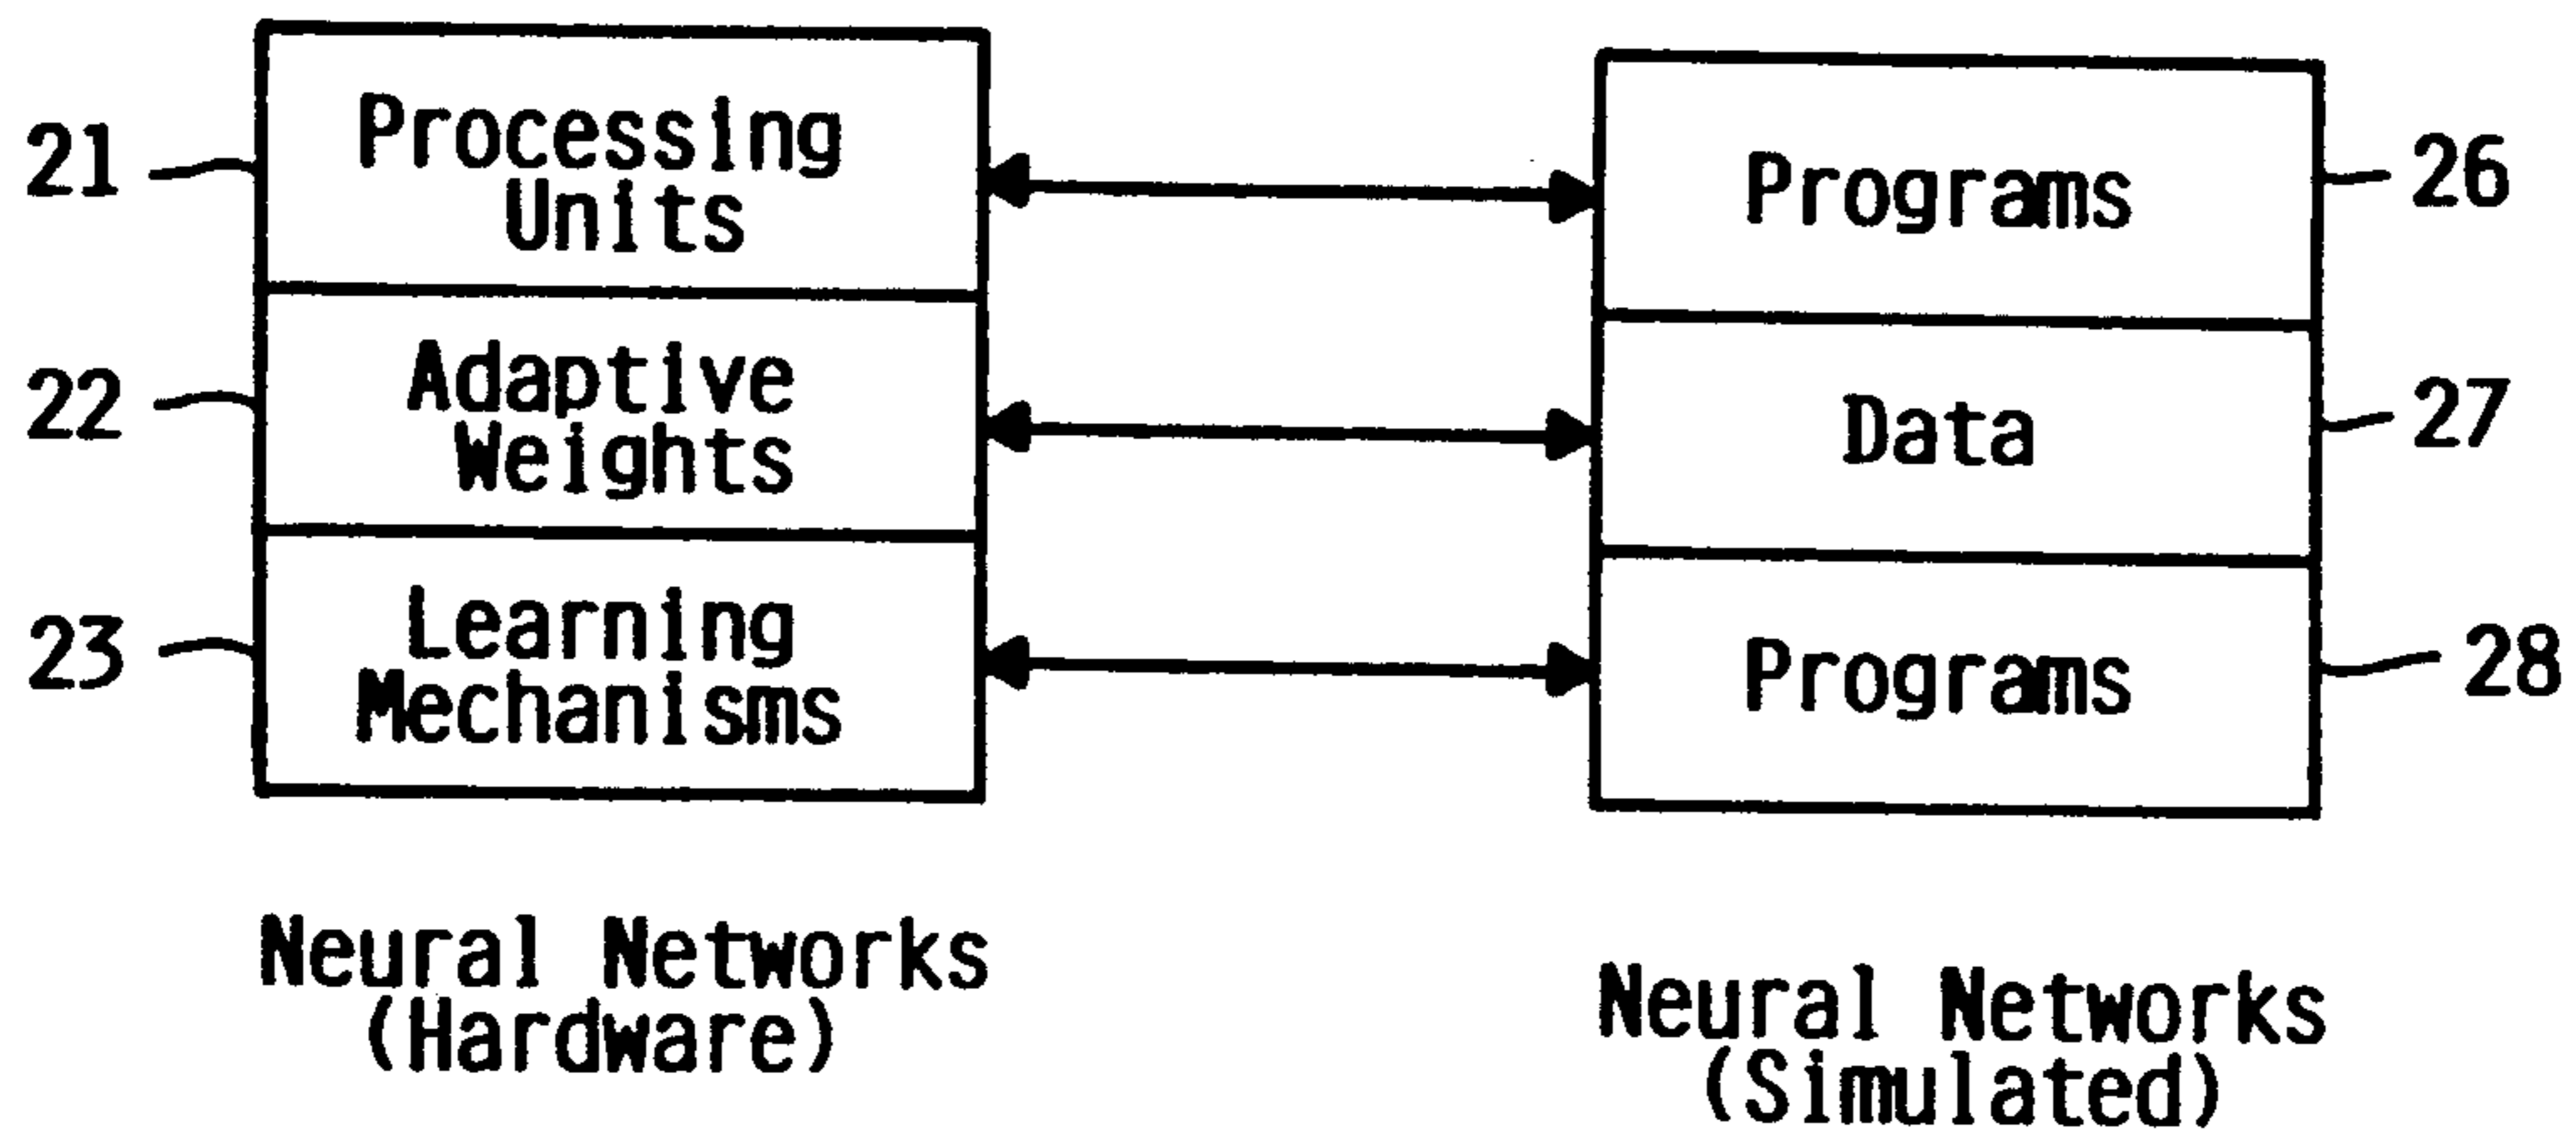 21
Processing
Units
22
Adaptive
Weights
23
Learning
Mechanisms
Neural Networks
(Hardware)
Programs
26
Data
27
Programs
28
Neural Networks
(Simulated)